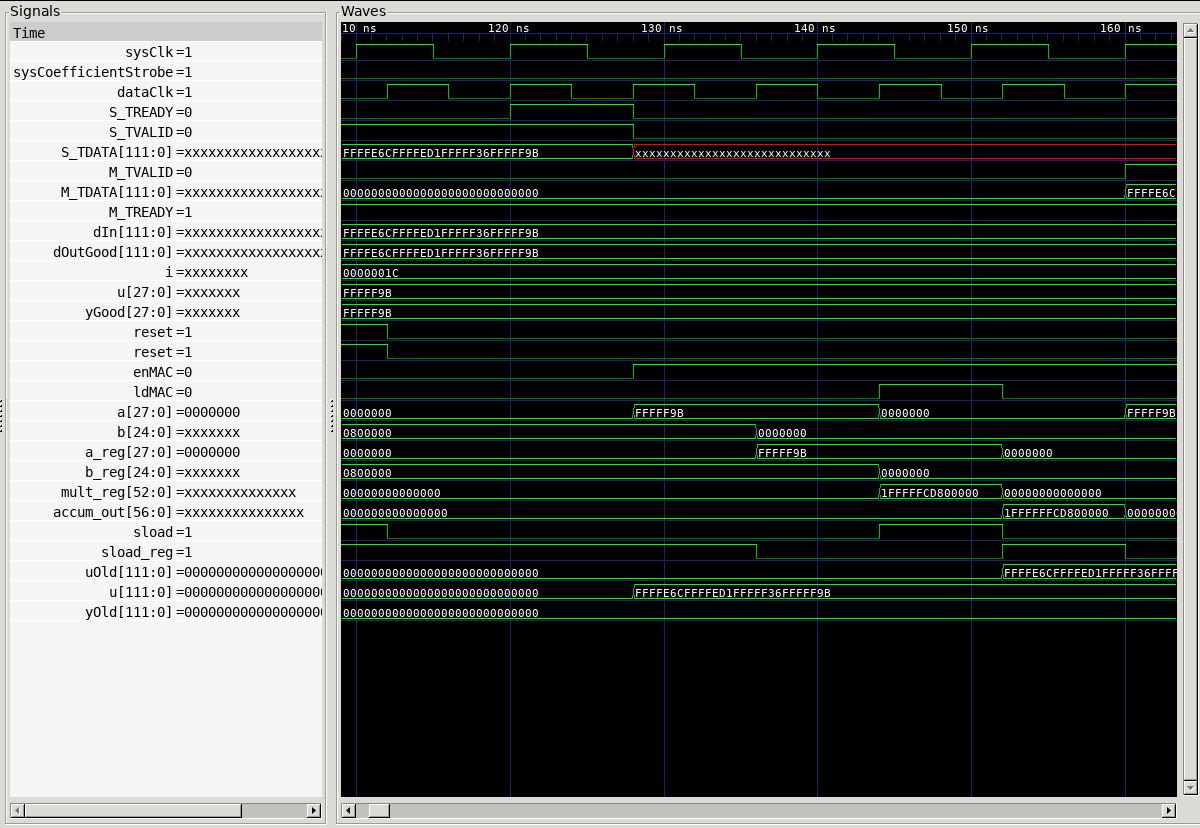 Signals
Waves
Time
10 ns 120 ns 130 ns 140 ns 150 ns 160 ns
sysClk=1
sysCoefficientStrobe=1
dataClk=1
S_TREADY=0
S_TVALID=0
S_TDATA[111:0]=xxxxxxxxxxxxxxxxx FFFFE6CFFFFED1FFFFF36FFFFF9B xxxxxxxxxxxxxxxxxxxxxxxxxxxx
M_TVALID=0
M_TDATA[111:0]=xxxxxxxxxxxxxxxxx 0000000000000000000000000000 FFFFE6C
M_TREADY=1
dIn[111:0]=xxxxxxxxxxxxxxxxx FFFFE6CFFFFED1FFFFF36FFFFF9B
dOutGood[111:0]=xxxxxxxxxxxxxxxxx FFFFE6CFFFFED1FFFFF36FFFFF9B
i=xxxxxxxx 0000001C
u[27:0]=xxxxxxx FFFFF9B
yGood[27:0]=xxxxxxx FFFFF9B
reset=1
reset=1
enMAC=0
ldMAC=0
a[27:0]=0000000 0000000 FFFFF9B 0000000 FFFFF9B
b[24:0]=xxxxxxx 0800000 0000000
a_reg[27:0]=0000000 0000000 FFFFF9B 0000000
b_reg[24:0]=xxxxxxx 0800000 0000000
mult_reg[52:0]=xxxxxxxxxxxxxx 00000000000000 1FFFFFCD800000 00000000000000
accum_out[56:0]=xxxxxxxxxxxxxxx 000000000000000 1FFFFFFCD800000 0000000
sload=1
sload_reg=1
uOld[111:0]=00000000000000000 0000000000000000000000000000 FFFFE6CFFFFED1FFFFF36FFFF
u[111:0]=00000000000000000 0000000000000000000000000000 FFFFE6CFFFFED1FFFFF36FFFFF9B
yOld[111:0]=00000000000000000 0000000000000000000000000000